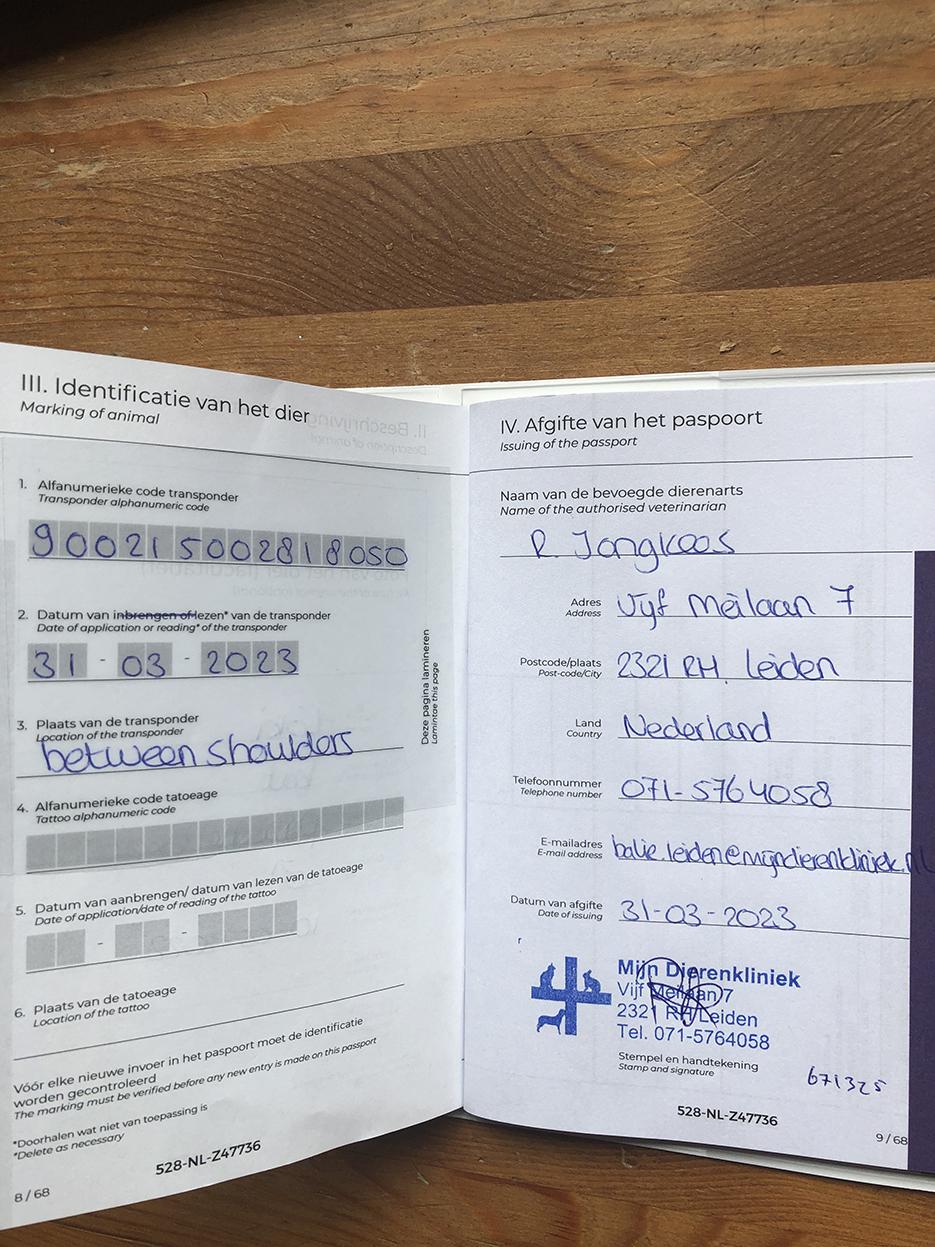 III. Identificatie van het dier
Marking of animal
1. Alfanumerieke code transponder
Transponder alphanumeric code
900215002818050
2. Datum van inbrengen of lezen* van de transponder
Date of application or reading* of the transponder
31 - 03 - 2023
3. Plaats van de transponder
Location of the transponder
between shoulders
4. Alfanumerieke code tatoeage
Tattoo alphanumeric code
5. Datum van aanbrengen/ datum van lezen van de tatoeage
Date of application/date of reading of the tattoo
- -
6. Plaats van de tatoeage
Location of the tattoo
Vóór elke nieuwe invoer in het paspoort moet de identificatie
worden gecontroleerd
The marking must be verified before any new entry is made on this passport
*Doorhalen wat niet van toepassing is
*Delete as necessary
528-NL-Z47736
8 / 68
Deze pagina lamineren
Lamintae this page
II. Beschrijving
Description of animal
IV. Afgifte van het paspoort
Issuing of the passport
Naam van de bevoegde dierenarts
Name of the authorised veterinarian
R. Jongkoos
Adres
Address
Vijf Meilaan 7
Postcode/plaats
Post-code/City
2321 RH. Leiden
Land
Country
Nederland
Telefoonnummer
Telephone number
071-5764058
E-mailadres
E-mail address
balie.leiden@mijndierenkliniek.nl
Datum van afgifte
Date of issuing
31-03-2023
Mijn Dierenkliniek
Vijf Meilaan 7
2321 RH Leiden
Tel. 071-5764058
Stempel en handtekening
Stamp and signature
671325
528-NL-Z47736
9 / 68